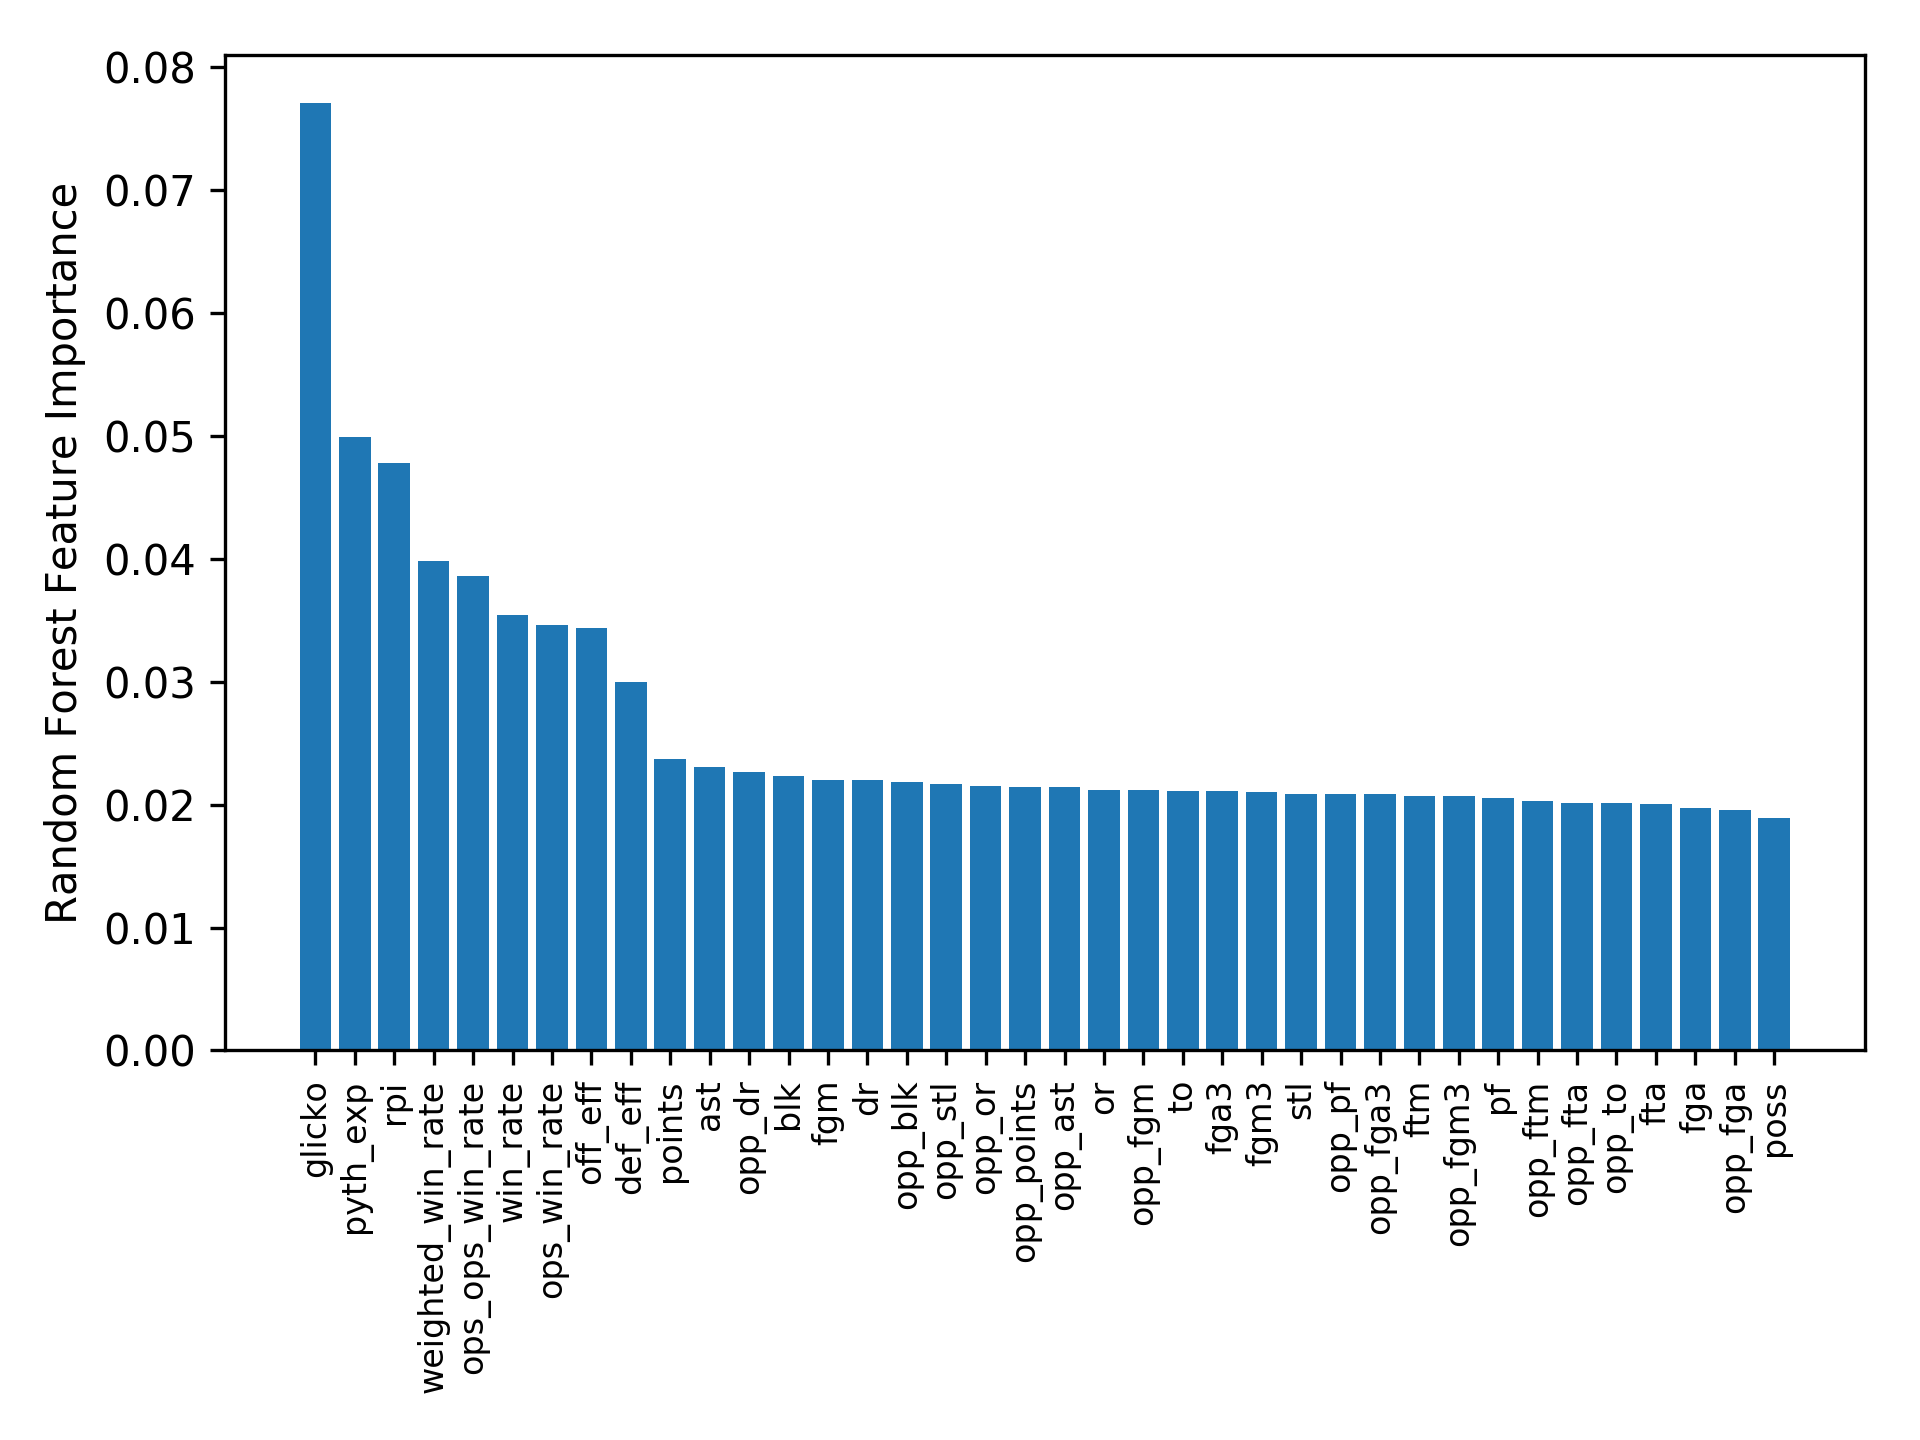 Random Forest Feature Importance
0.08
0.07
0.06
0.05
0.04
0.03
0.02
0.01
0.00
glicko
pyth_exp
rpi
weighted_win_rate
ops_ops_win_rate
win_rate
ops_win_rate
off_eff
def_eff
points
ast
opp_dr
blk
fgm
dr
opp_blk
opp_stl
opp_or
opp_points
opp_ast
or
opp_fgm
to
fga3
fgm3
stl
opp_pf
opp_fga3
ftm
opp_fgm3
pf
opp_ftm
opp_fta
opp_to
fta
fga
opp_fga
poss